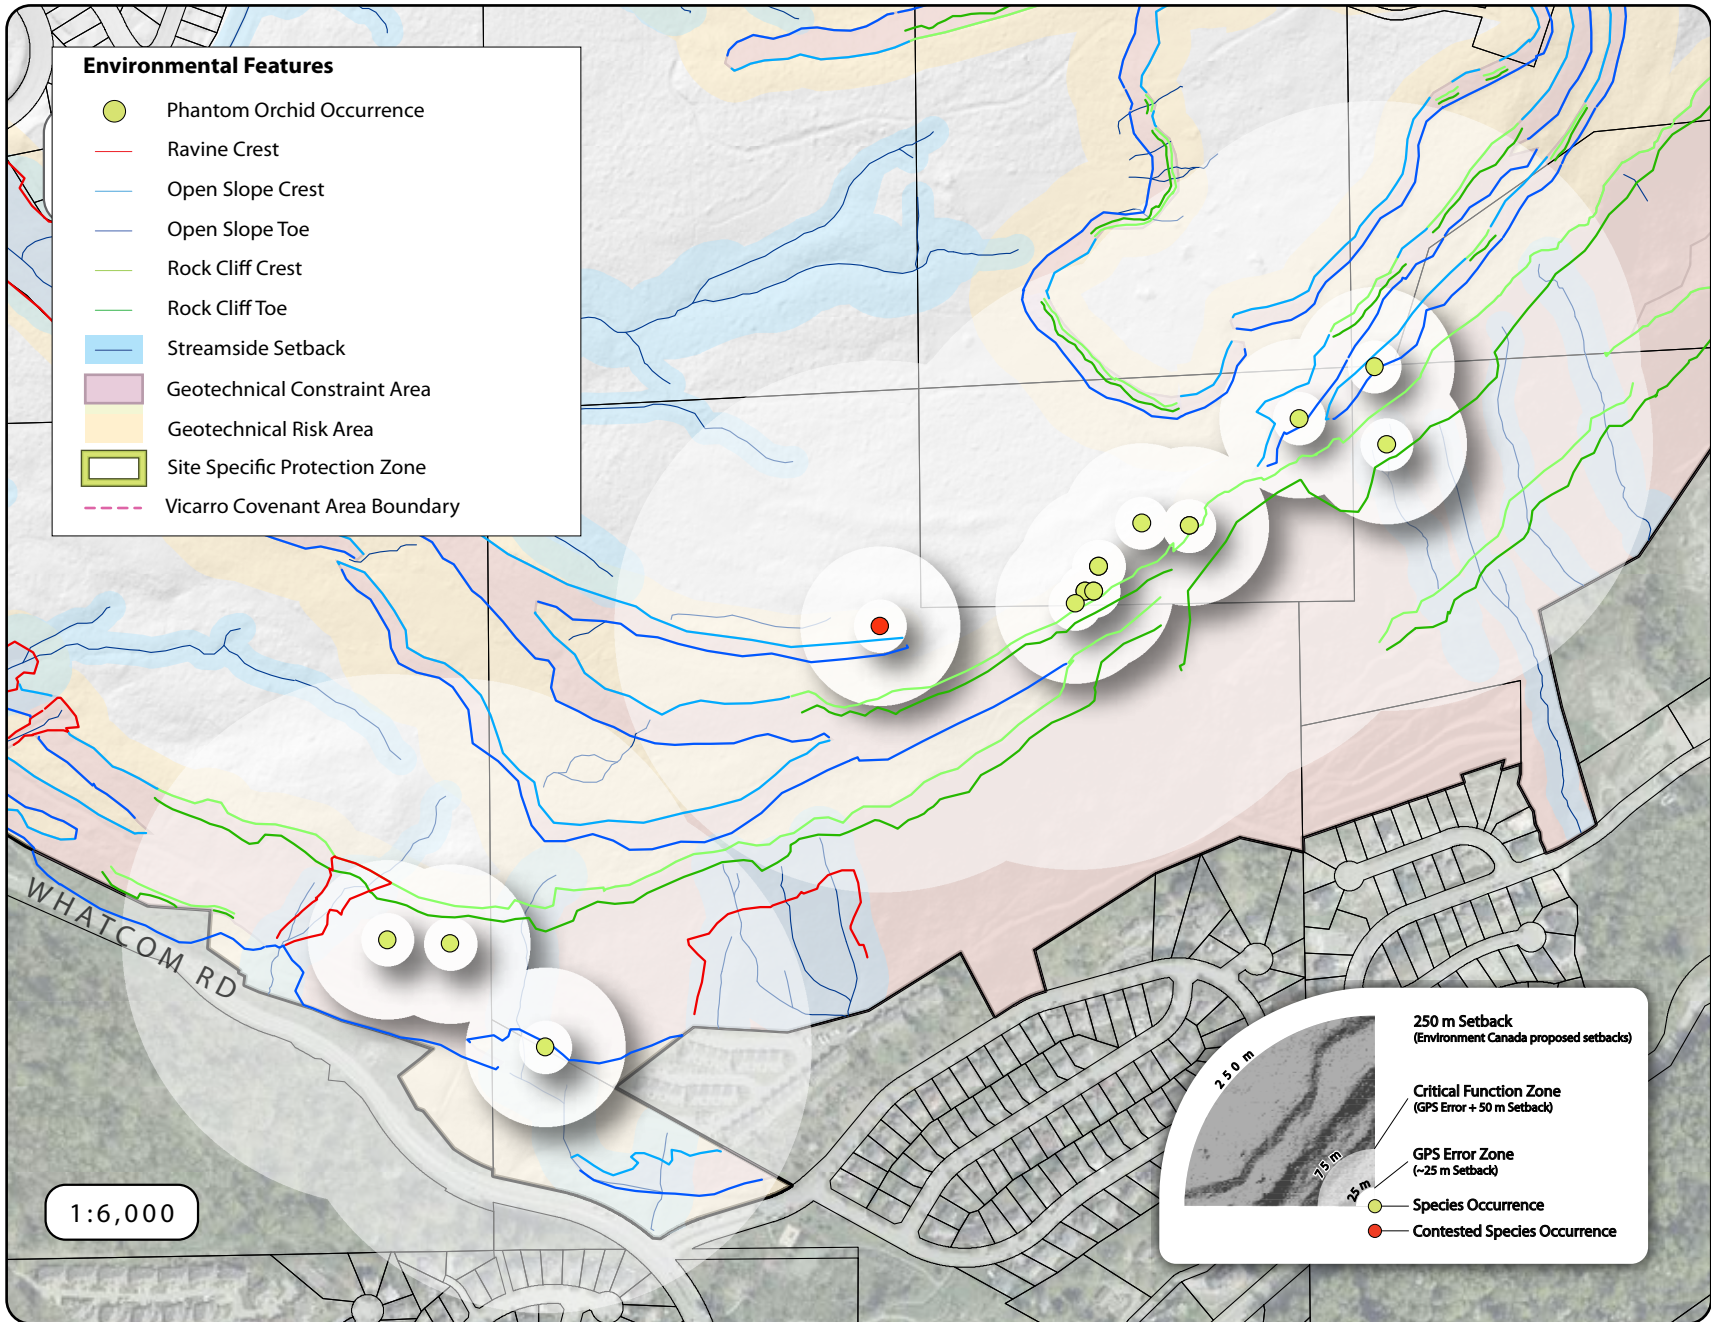 Environmental Features
Phantom Orchid Occurrence
Ravine Crest
Open Slope Crest
Open Slope Toe
Rock Cliff Crest
Rock Cliff Toe
Streamside Setback
Geotechnical Constraint Area
Geotechnical Risk Area
Site Specific Protection Zone
Vicarro Covenant Area Boundary
WHATCOM RD
1:6,000
250 m
75 m
25 m
250 m Setback
(Environment Canada proposed setbacks)
Critical Function Zone
(GPS Error + 50 m Setback)
GPS Error Zone
(~25 m Setback)
Species Occurrence
Contested Species Occurrence